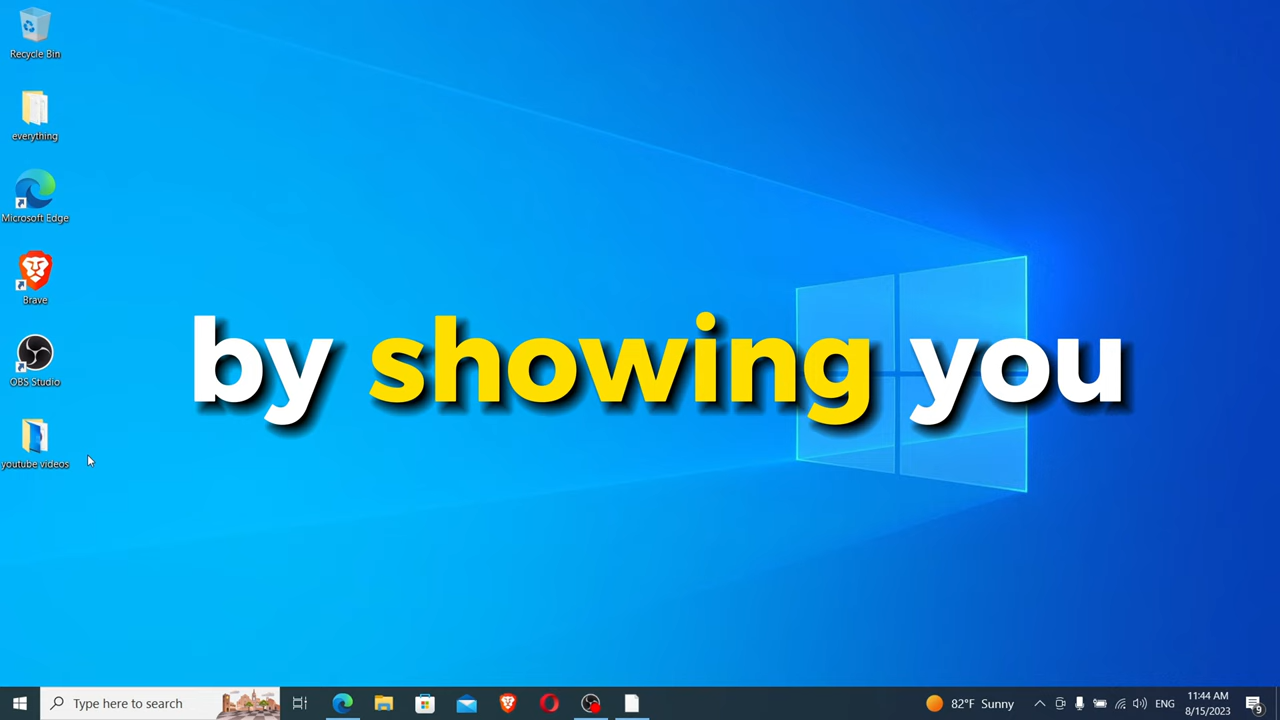 Recycle Bin
everything
Microsoft Edge
Brave
OBS Studio
youtube videos
by showing you
Type here to search
82°F Sunny
ENG
11:44 AM
8/15/2023
9